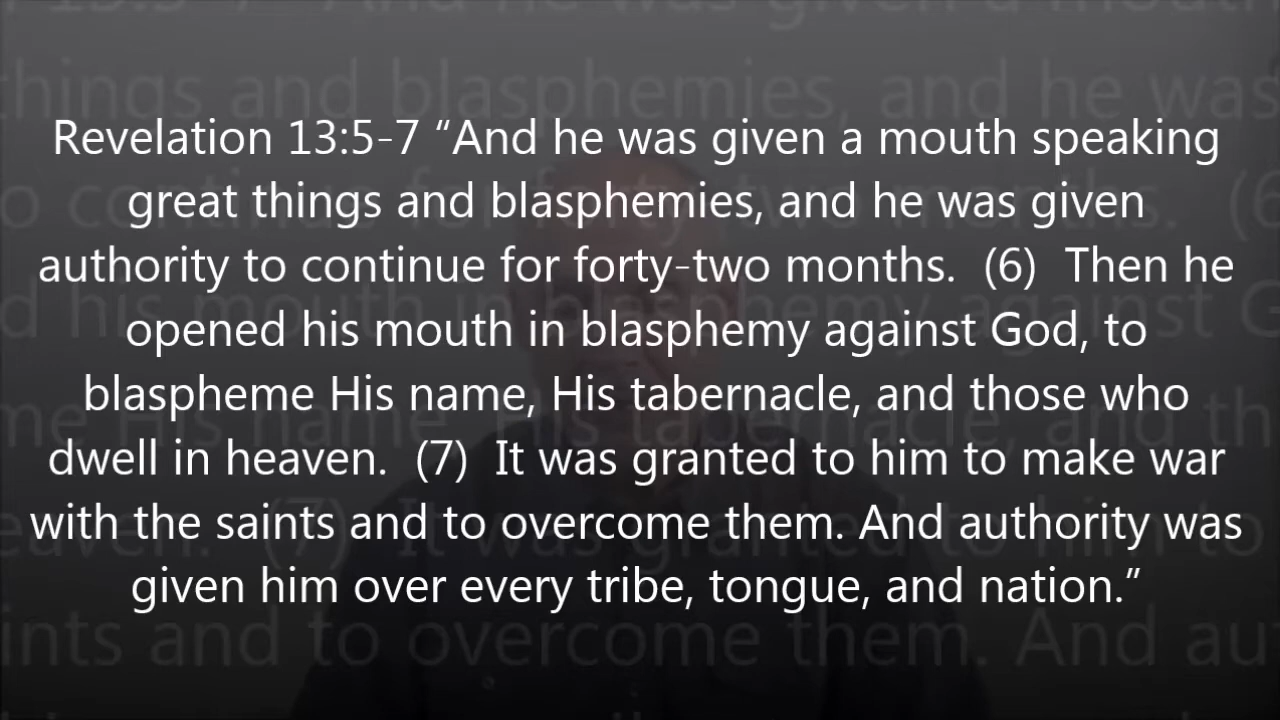 Revelation 13:5-7 “And he was given a mouth speaking
great things and blasphemies, and he was given
authority to continue for forty-two months.  (6)  Then he
opened his mouth in blasphemy against God, to
blaspheme His name, His tabernacle, and those who
dwell in heaven.  (7)  It was granted to him to make war
with the saints and to overcome them. And authority was
given him over every tribe, tongue, and nation.”